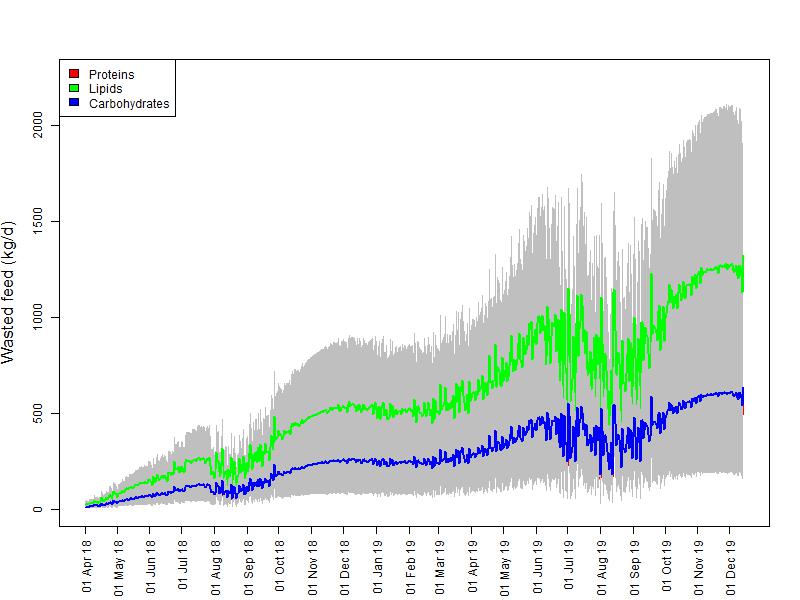 Proteins
Lipids
Carbohydrates
Wasted feed (kg/d)
2000
1500
1000
500
0
01 Apr 18
01 May 18
01 Jun 18
01 Jul 18
01 Aug 18
01 Sep 18
01 Oct 18
01 Nov 18
01 Dec 18
01 Jan 19
01 Feb 19
01 Mar 19
01 Apr 19
01 May 19
01 Jun 19
01 Jul 19
01 Aug 19
01 Sep 19
01 Oct 19
01 Nov 19
01 Dec 19